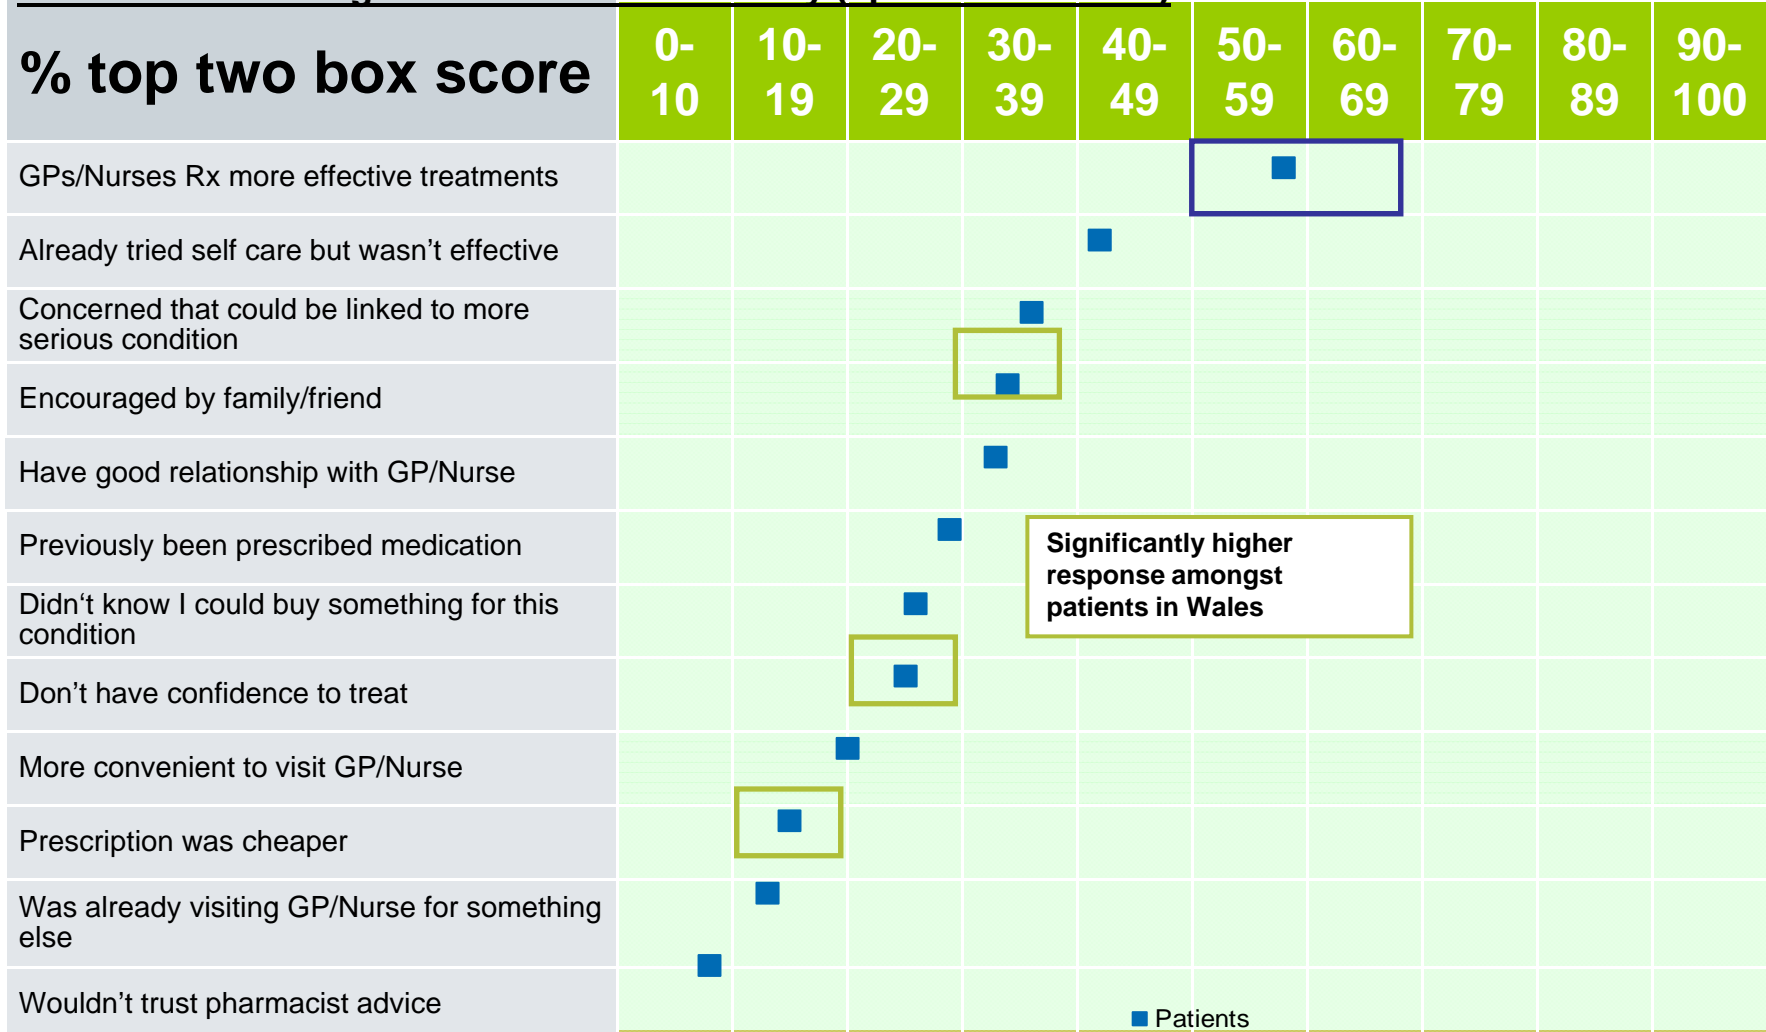 % top two box score
0-
10
10-
19
20-
29
30-
39
40-
49
50-
59
60-
69
70-
79
80-
89
90-
100
GPs/Nurses Rx more effective treatments
Already tried self care but wasn’t effective
Concerned that could be linked to more
serious condition
Encouraged by family/friend
Have good relationship with GP/Nurse
Previously been prescribed medication
Significantly higher
response amongst
patients in Wales
Didn‘t know I could buy something for this
condition
Don’t have confidence to treat
More convenient to visit GP/Nurse
Prescription was cheaper
Was already visiting GP/Nurse for something
else
Wouldn’t trust pharmacist advice
Patients